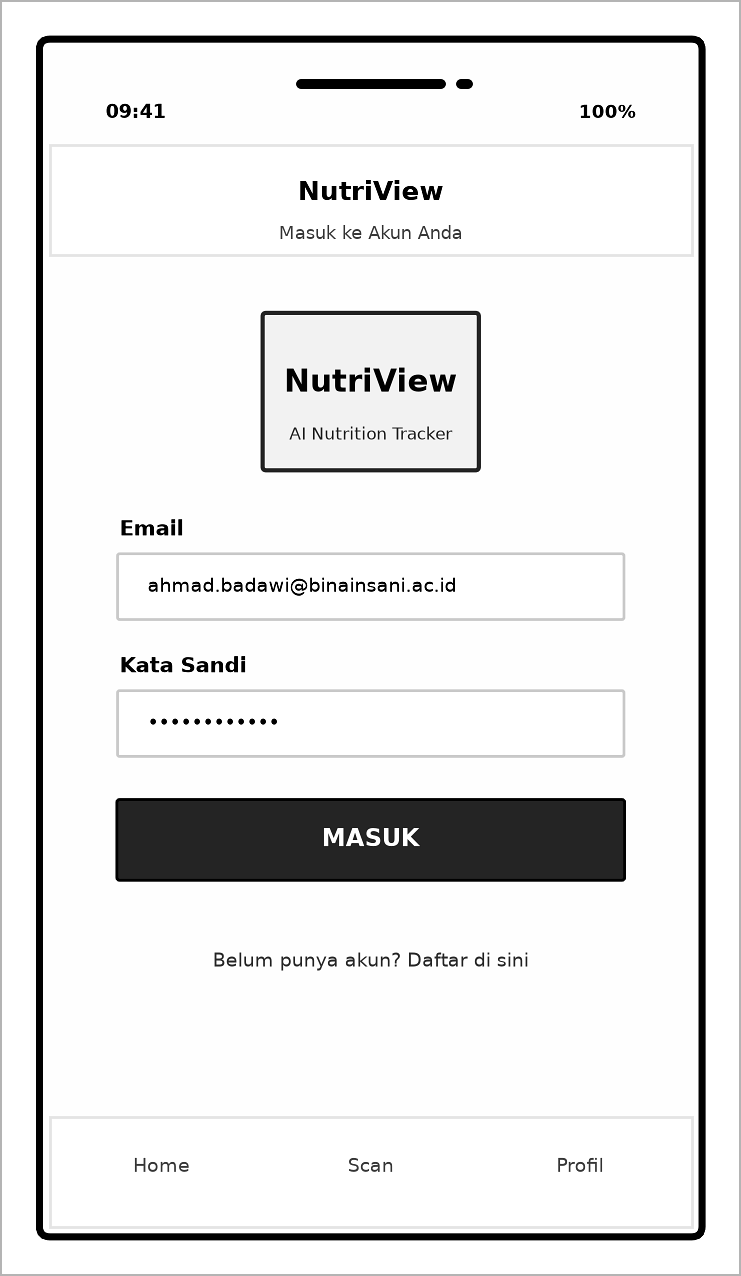 09:41 100%
NutriView
Masuk ke Akun Anda
NutriView
AI Nutrition Tracker
Email
ahmad.badawi@binainsani.ac.id
Kata Sandi
••••••••••••
MASUK
Belum punya akun? Daftar di sini
Home Scan Profil